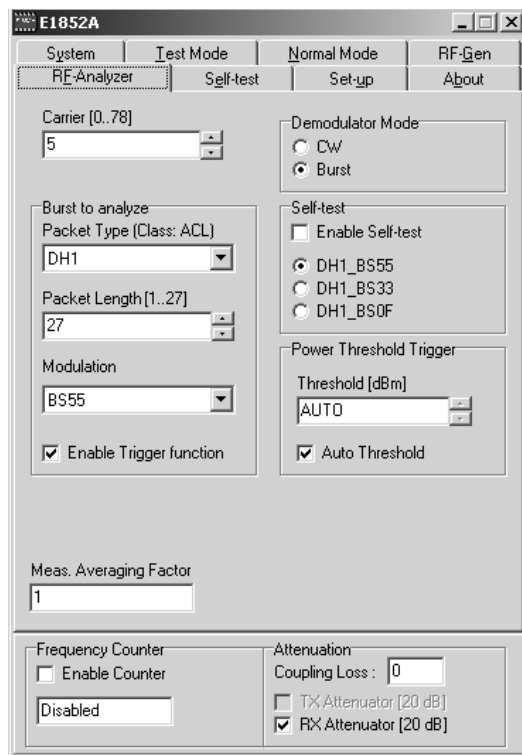 E1852A
System Test Mode Normal Mode RF-Gen
RF-Analyzer Self-test Set-up About
Carrier [0..78]
5
Demodulator Mode
CW
Burst
Burst to analyze
Packet Type (Class: ACL)
DH1
Packet Length [1..27]
27
Modulation
BS55
Enable Trigger function
Self-test
Enable Self-test
DH1_BS55
DH1_BS33
DH1_BS0F
Power Threshold Trigger
Threshold [dBm]
AUTO
Auto Threshold
Meas. Averaging Factor
1
Frequency Counter
Enable Counter
Disabled
Attenuation
Coupling Loss : 0
TX Attenuator [20 dB]
RX Attenuator [20 dB]